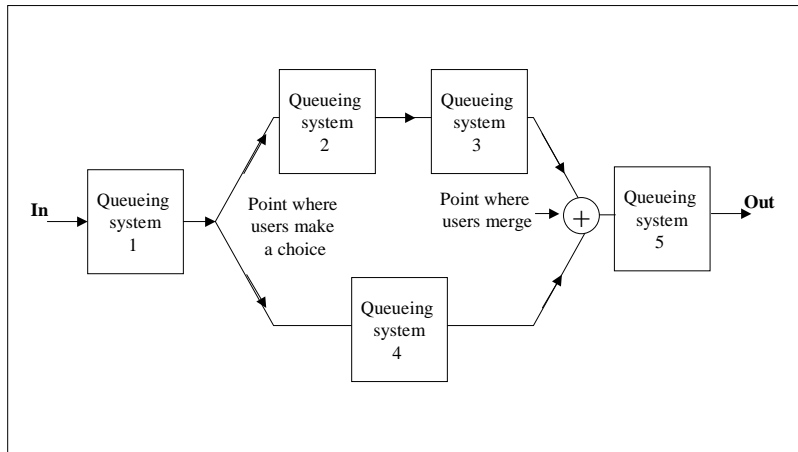 In
Queueing
system
1
Point where
users make
a choice
Queueing
system
2
Queueing
system
3
Queueing
system
4
Point where
users merge
+
Queueing
system
5
Out